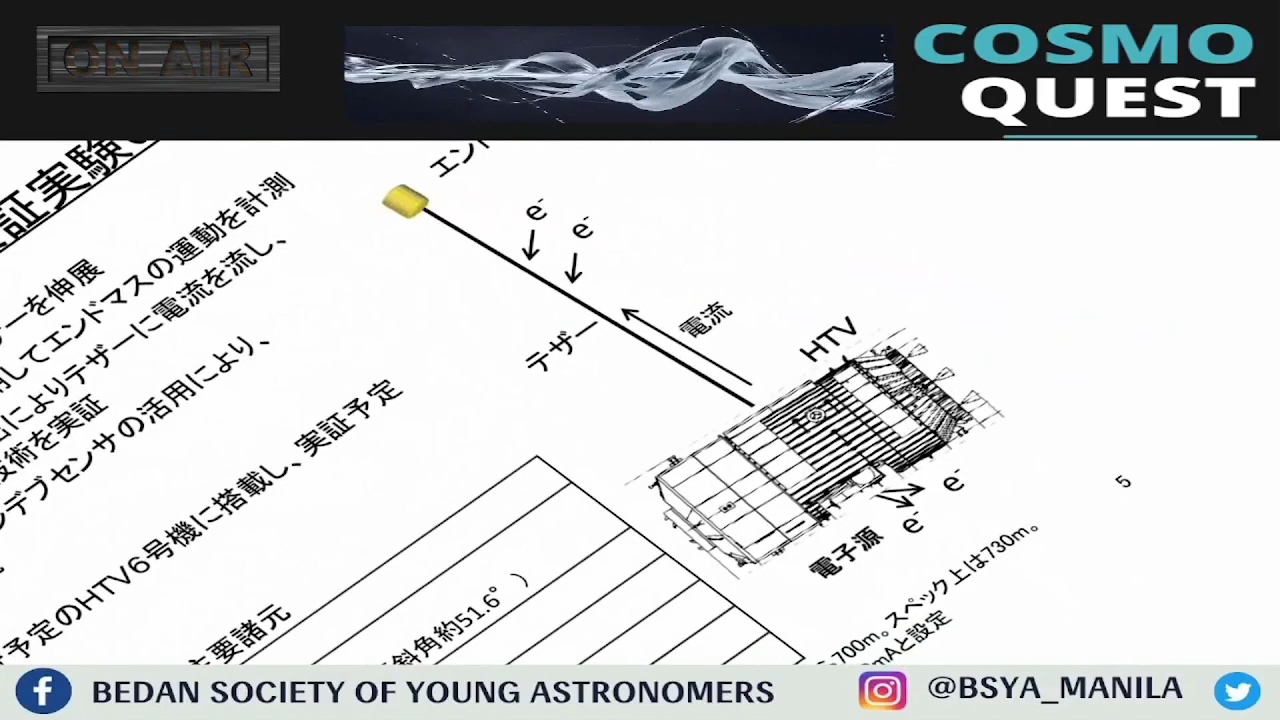 ON AIR
COSMO
QUEST
証実験
エンド
ーを伸展
してエンドマスの運動を計測
によりテザーに電流を流し、
技術を実証
デブセンサの活用により、
予定のHTV6号機に搭載し、実証予定
主要諸元
斜角約51.6°)
e-
e-
電流
テザー
HTV
e-
e-
電子源
5
700m。スペック上は730m。
mAと設定
BEDAN SOCIETY OF YOUNG ASTRONOMERS
@BSYA_MANILA